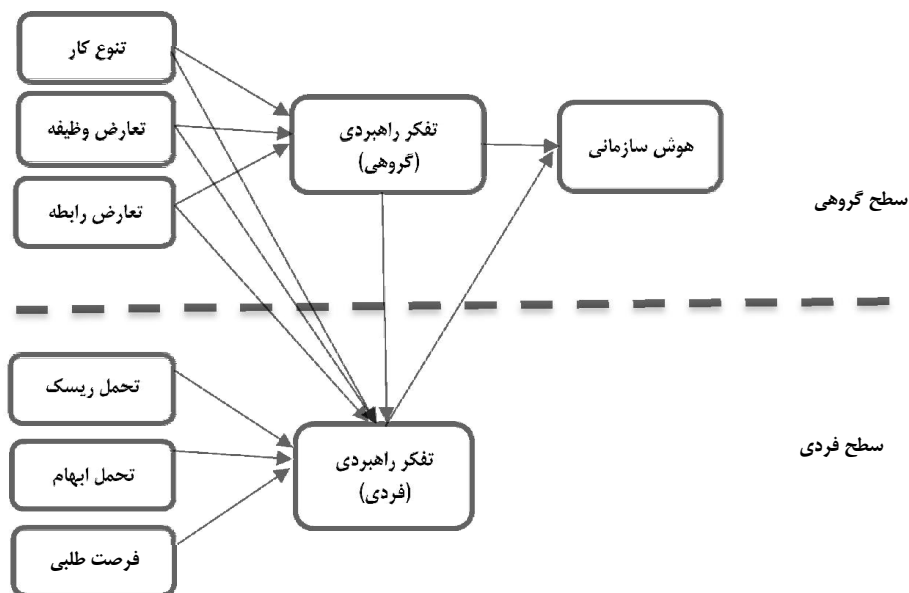 تنوع کار
تعارض وظیفه
تعارض رابطه
تفکر راهبردی
(گروهی)
هوش سازمانی
سطح گروهی
تحمل ریسک
تحمل ابهام
فرصت طلبی
تفکر راهبردی
(فردی)
سطح فردی